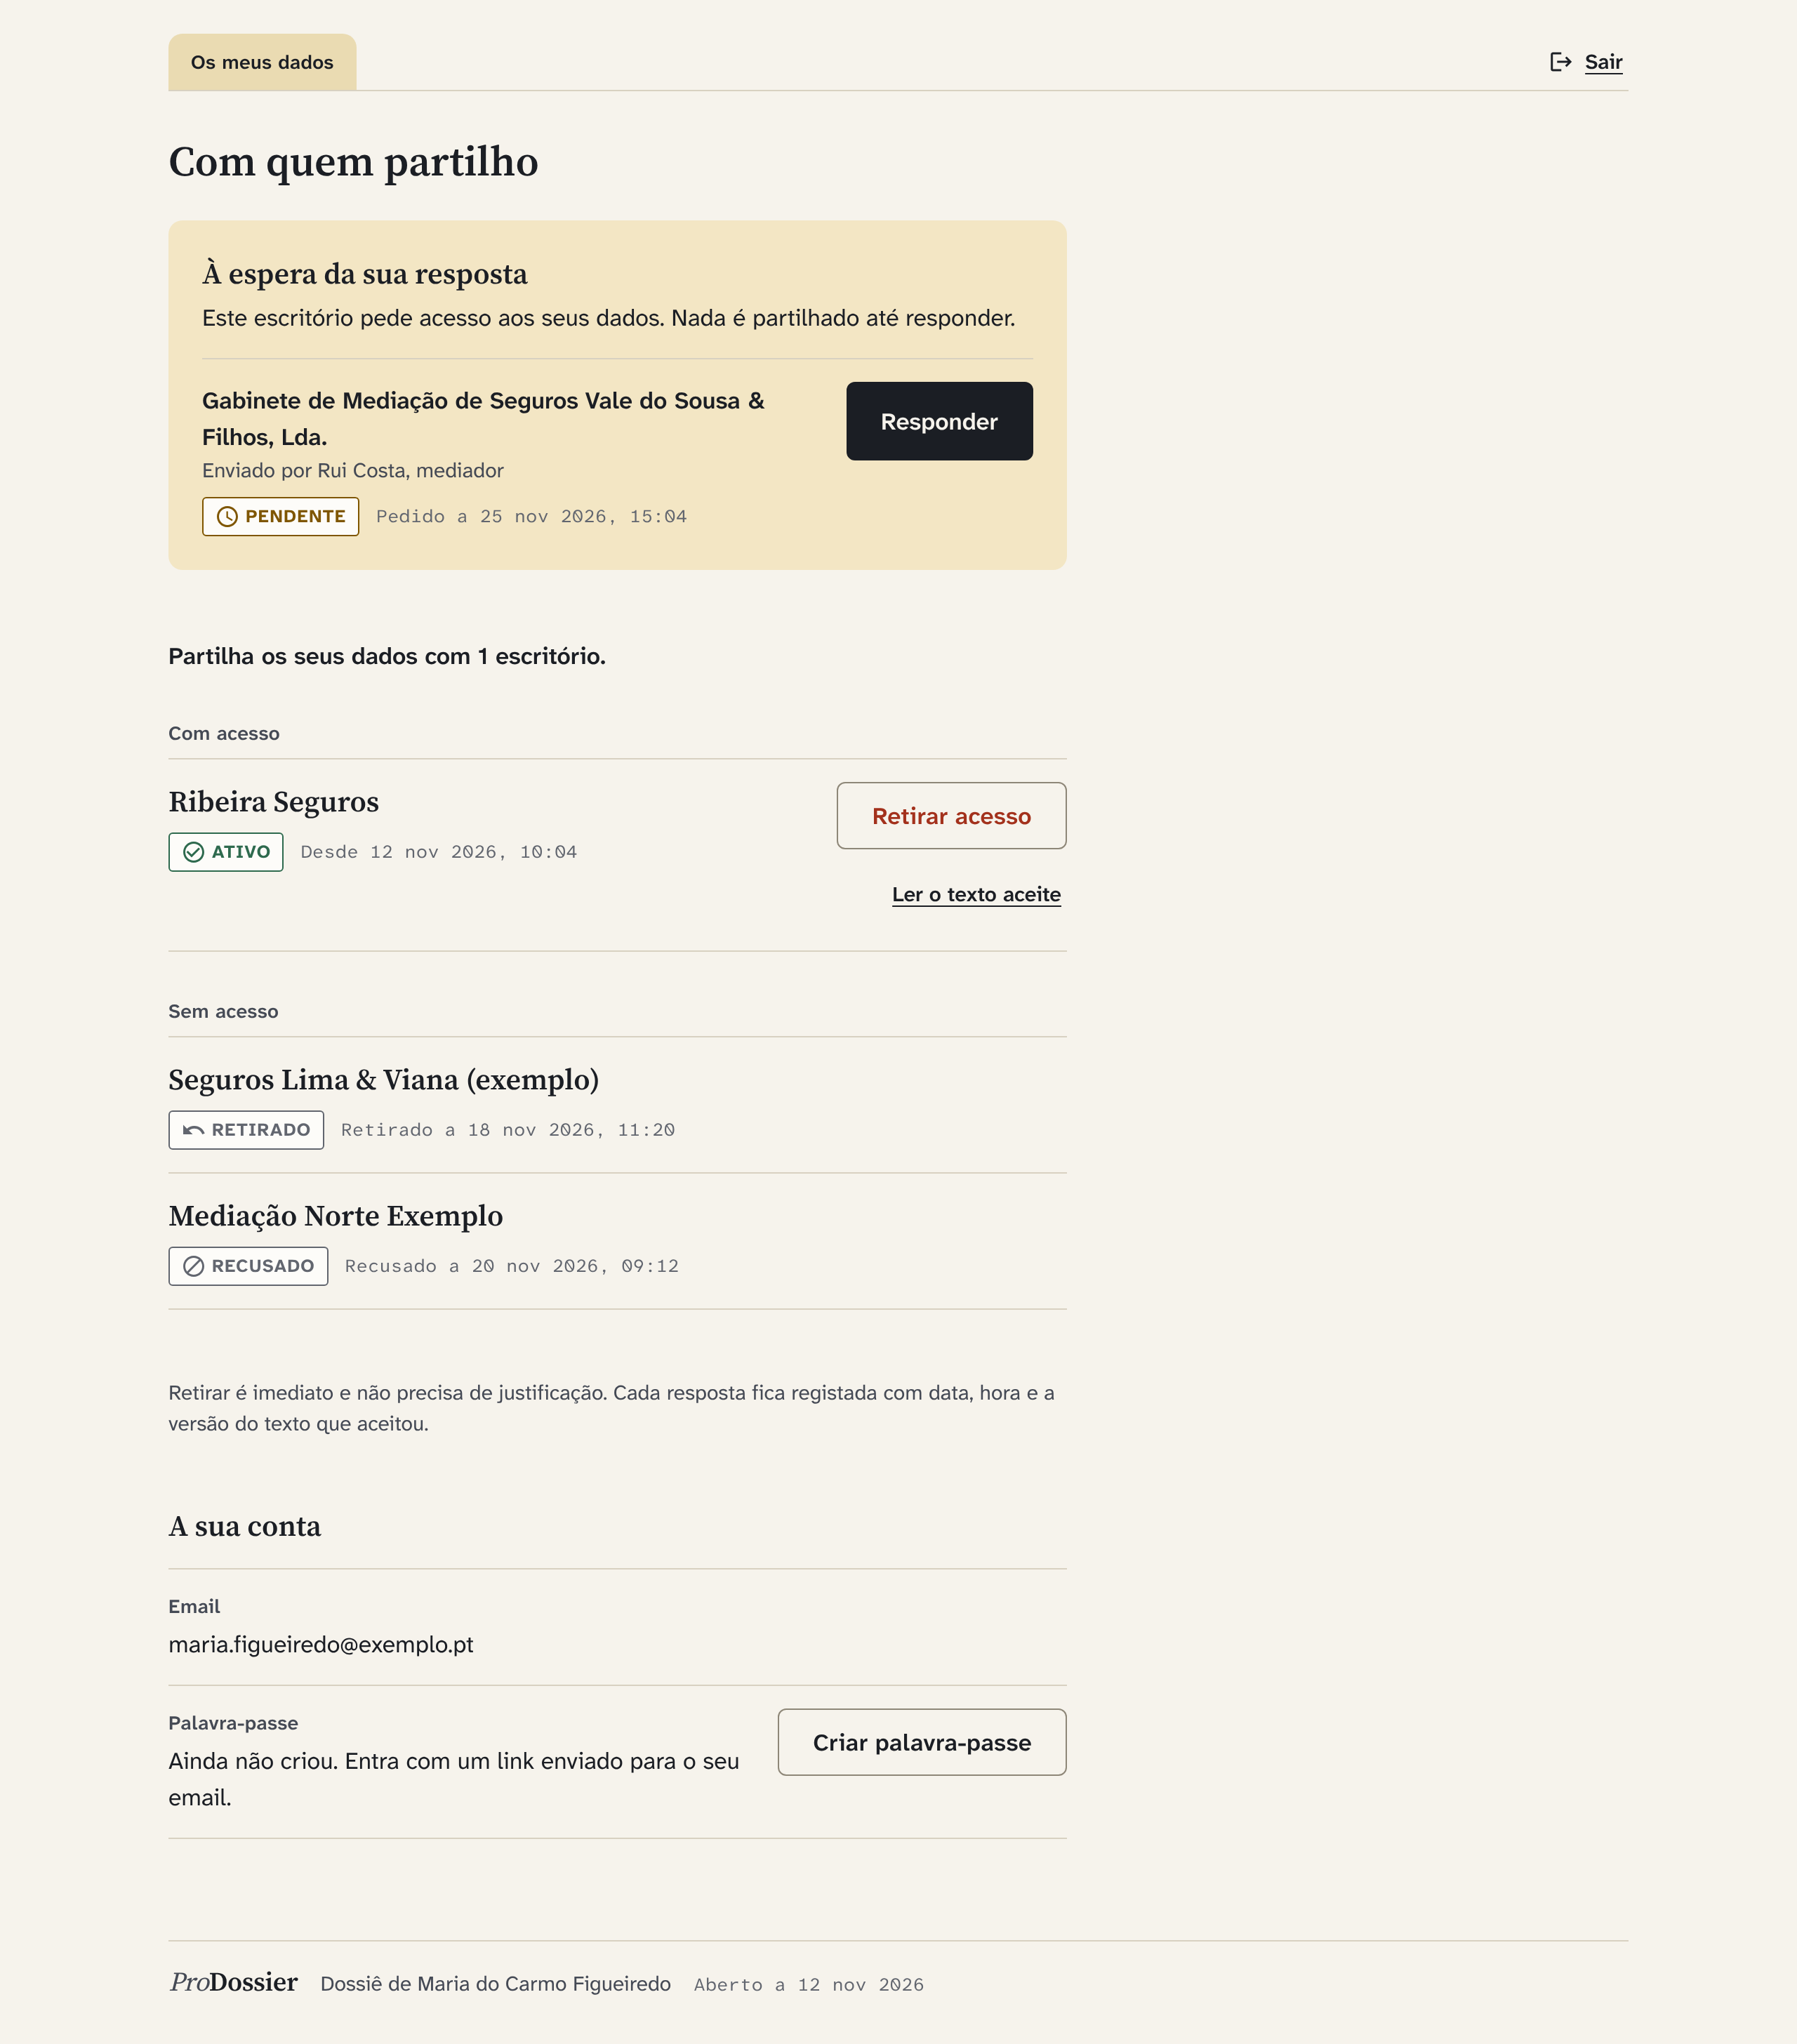 Os meus dados
Sair
Com quem partilho
À espera da sua resposta
Este escritório pede acesso aos seus dados. Nada é partilhado até responder.
Gabinete de Mediação de Seguros Vale do Sousa &
Filhos, Lda.
Responder
Enviado por Rui Costa, mediador
PENDENTE Pedido a 25 nov 2026, 15:04
Partilha os seus dados com 1 escritório.
Com acesso
Ribeira Seguros
Retirar acesso
ATIVO Desde 12 nov 2026, 10:04
Ler o texto aceite
Sem acesso
Seguros Lima & Viana (exemplo)
RETIRADO Retirado a 18 nov 2026, 11:20
Mediação Norte Exemplo
RECUSADO Recusado a 20 nov 2026, 09:12
Retirar é imediato e não precisa de justificação. Cada resposta fica registada com data, hora e a
versão do texto que aceitou.
A sua conta
Email
maria.figueiredo@exemplo.pt
Palavra-passe
Ainda não criou. Entra com um link enviado para o seu
email.
Criar palavra-passe
ProDossier Dossiê de Maria do Carmo Figueiredo Aberto a 12 nov 2026